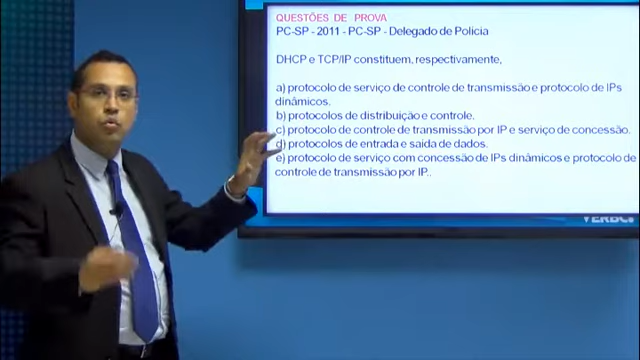 QUESTÕES DE PROVA
PC-SP - 2011 - PC-SP - Delegado de Polícia
DHCP e TCP/IP constituem, respectivamente,
a) protocolo de serviço de controle de transmissão e protocolo de IPs
dinâmicos.
b) protocolos de distribuição e controle.
c) protocolo de controle de transmissão por IP e serviço de concessão.
d) protocolos de entrada e saída de dados.
e) protocolo de serviço com concessão de IPs dinâmicos e protocolo de
controle de transmissão por IP..